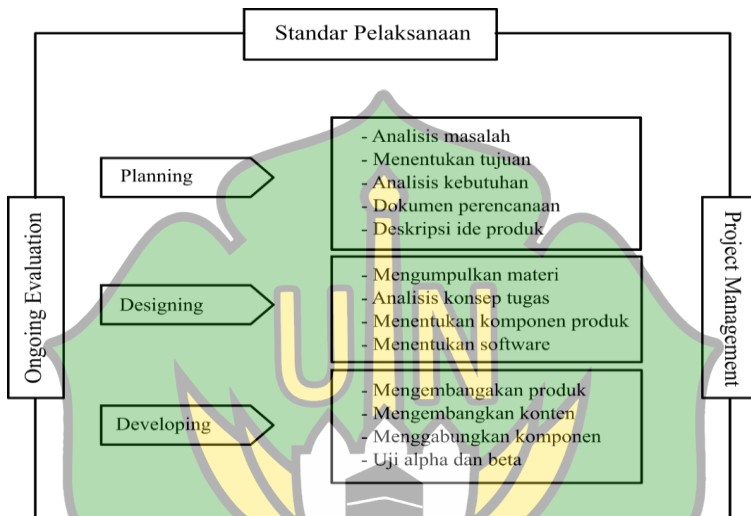 Standar Pelaksanaan
Ongoing Evaluation
Project Management
Planning
- Analisis masalah
- Menentukan tujuan
- Analisis kebutuhan
- Dokumen perencanaan
- Deskripsi ide produk
Designing
- Mengumpulkan materi
- Analisis konsep tugas
- Menentukan komponen produk
- Menentukan software
Developing
- Mengembangakan produk
- Mengembangkan konten
- Menggabungkan komponen
- Uji alpha dan beta
UIN